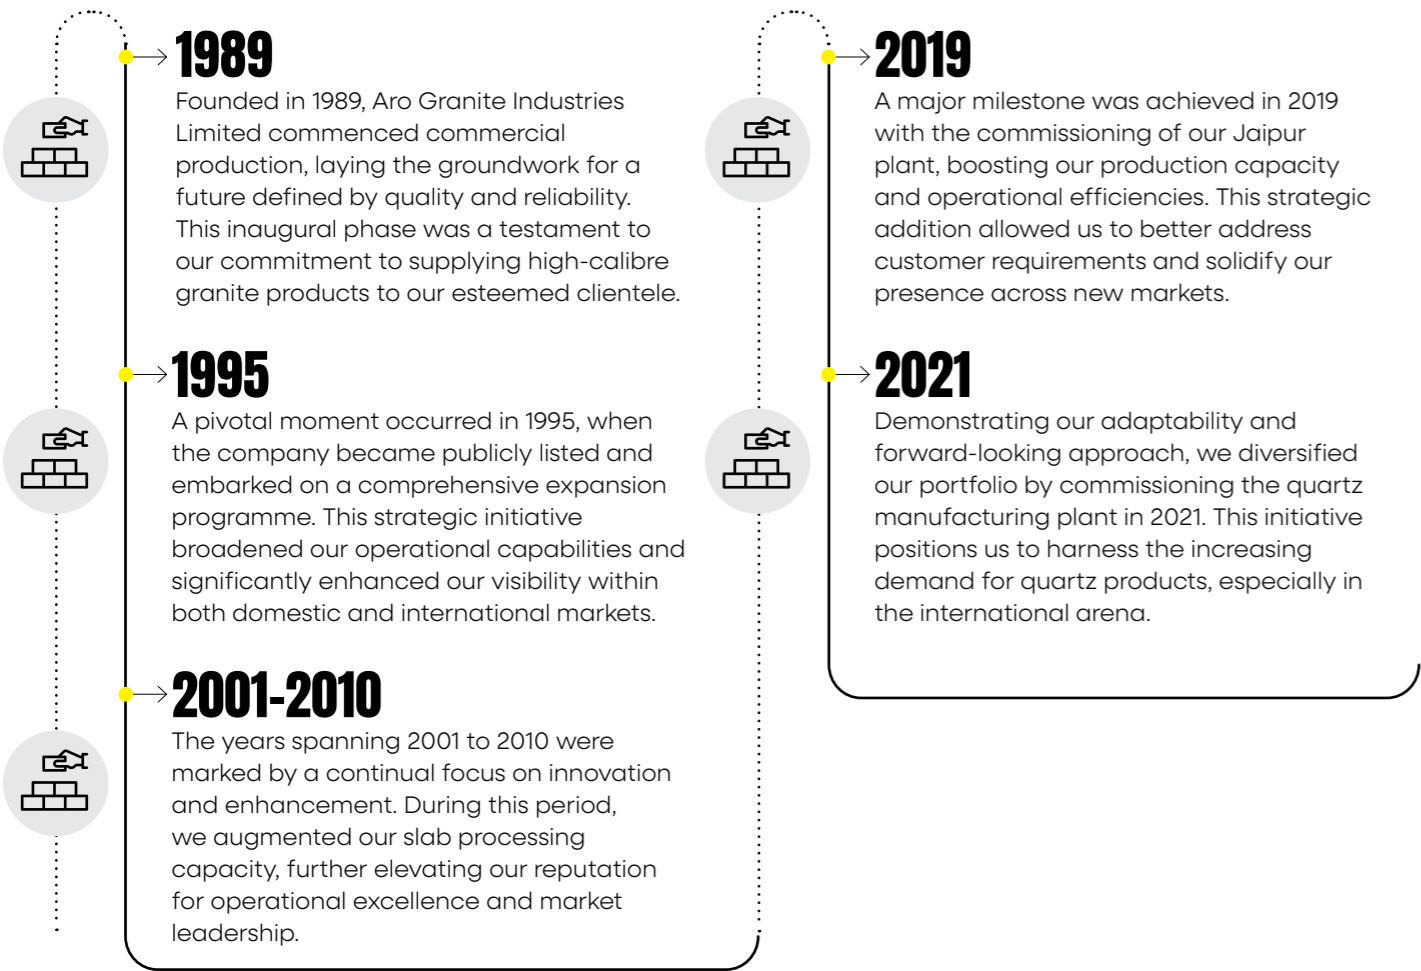 1989
Founded in 1989, Aro Granite Industries
Limited commenced commercial
production, laying the groundwork for a
future defined by quality and reliability.
This inaugural phase was a testament to
our commitment to supplying high-calibre
granite products to our esteemed clientele.
1995
A pivotal moment occurred in 1995, when
the company became publicly listed and
embarked on a comprehensive expansion
programme. This strategic initiative
broadened our operational capabilities and
significantly enhanced our visibility within
both domestic and international markets.
2001-2010
The years spanning 2001 to 2010 were
marked by a continual focus on innovation
and enhancement. During this period,
we augmented our slab processing
capacity, further elevating our reputation
for operational excellence and market
leadership.
2019
A major milestone was achieved in 2019
with the commissioning of our Jaipur
plant, boosting our production capacity
and operational efficiencies. This strategic
addition allowed us to better address
customer requirements and solidify our
presence across new markets.
2021
Demonstrating our adaptability and
forward-looking approach, we diversified
our portfolio by commissioning the quartz
manufacturing plant in 2021. This initiative
positions us to harness the increasing
demand for quartz products, especially in
the international arena.